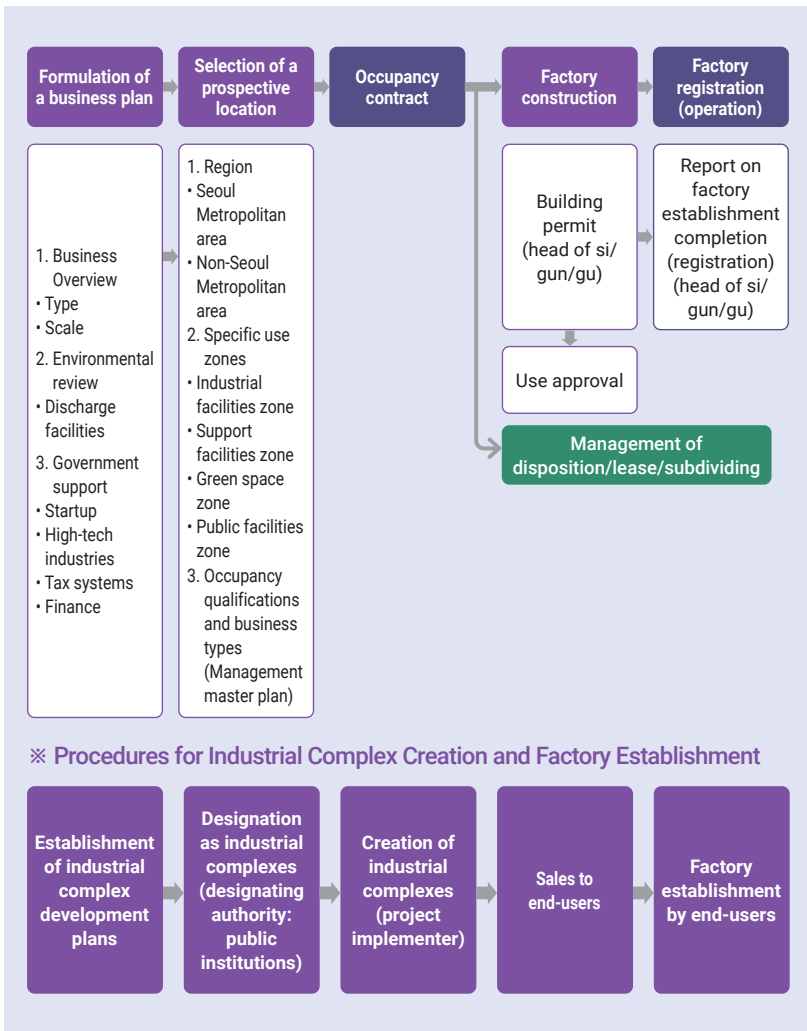 Formulation of
a business plan
Selection of a
prospective
location
Occupancy
contract
Factory
construction
Factory
registration
(operation)
1. Business
Overview
• Type
• Scale
2. Environmental
review
• Discharge
facilities
3. Government
support
• Startup
• High-tech
industries
• Tax systems
• Finance
1. Region
• Seoul
Metropolitan
area
• Non-Seoul
Metropolitan
area
2. Specific use
zones
• Industrial
facilities zone
• Support
facilities zone
• Green space
zone
• Public facilities
zone
3. Occupancy
qualifications
and business
types
(Management
master plan)
Building
permit
(head of si/
gun/gu)
Report on
factory
establishment
completion
(registration)
(head of si/
gun/gu)
Use approval
Management of
disposition/lease/subdividing
※ Procedures for Industrial Complex Creation and Factory Establishment
Establishment
of industrial
complex
development
plans
Designation
as industrial
complexes
(designating
authority:
public
institutions)
Creation of
industrial
complexes
(project
implementer)
Sales to
end-users
Factory
establishment
by end-users